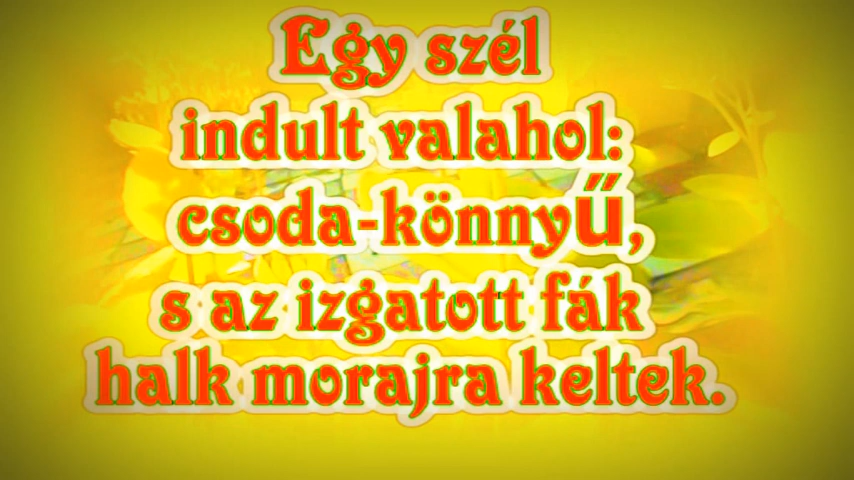 Egy szél
indult valahol:
csoda-könnyű,
s az izgatott fák
halk morajra keltek.